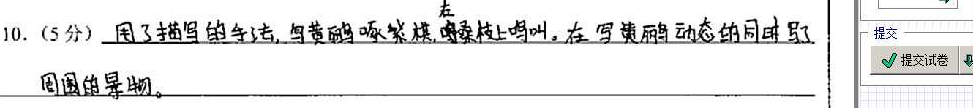 10.（5分）用了描写的手法，写黄鹂啄紫椹，在桑枝上鸣叫。在写黄鹂动态的同时写了
周围的景物。
提交
提交试卷